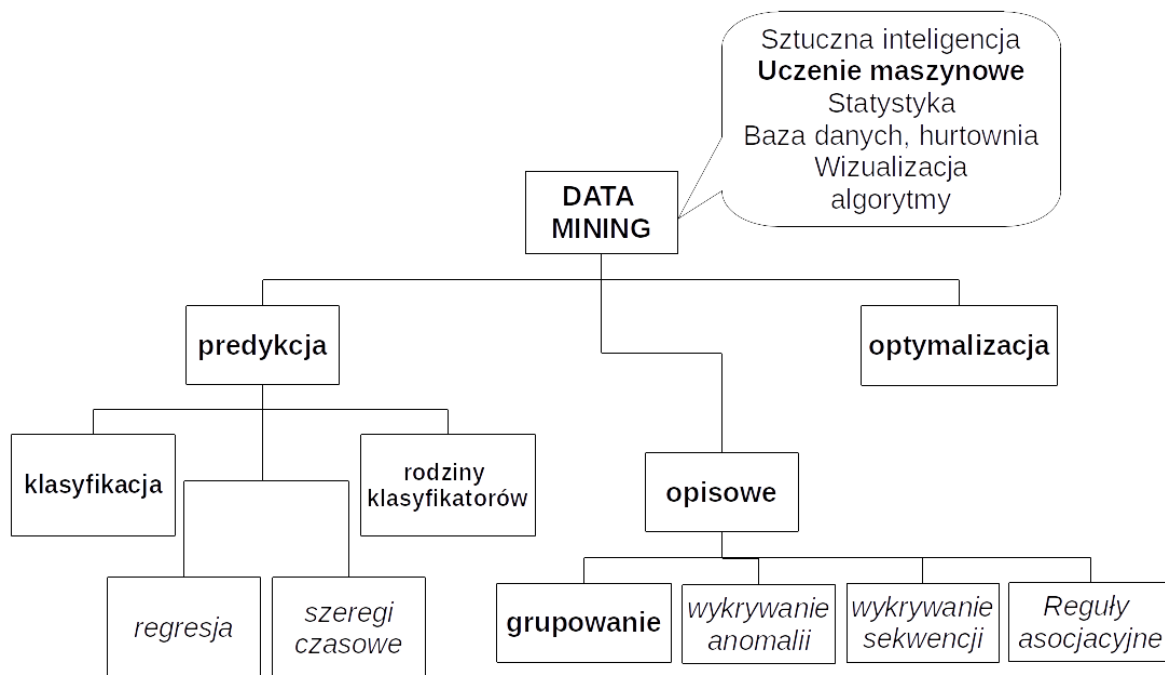 Sztuczna inteligencja
Uczenie maszynowe
Statystyka
Baza danych, hurtownia
Wizualizacja
algorytmy
DATA
MINING
predykcja
optymalizacja
klasyfikacja
rodziny
klasyfikatorów
opisowe
regresja
szeregi
czasowe
grupowanie
wykrywanie
anomalii
wykrywanie
sekwencji
Reguły
asocjacyjne